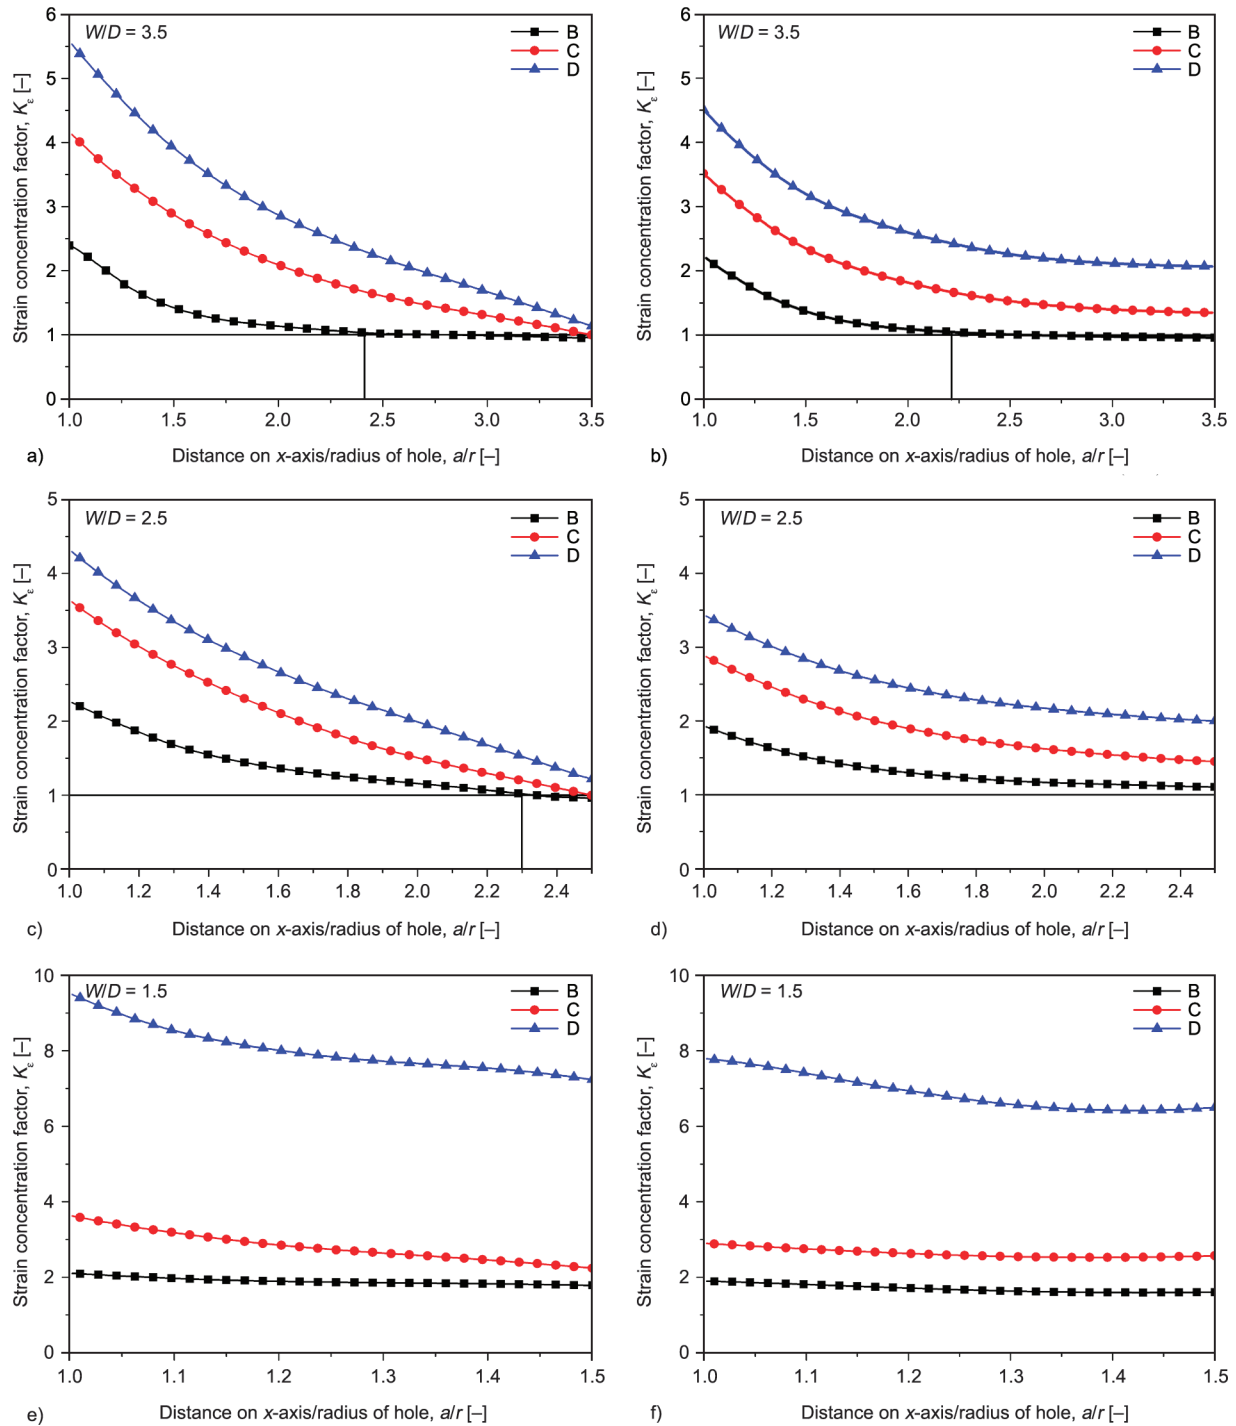 W/D = 3.5
B
C
D
6
5
4
3
2
1
0
Strain concentration factor, Kε [–]
1.0 1.5 2.0 2.5 3.0 3.5
a) Distance on x-axis/radius of hole, a/r [–]
W/D = 3.5
B
C
D
6
5
4
3
2
1
0
Strain concentration factor, Kε [–]
1.0 1.5 2.0 2.5 3.0 3.5
b) Distance on x-axis/radius of hole, a/r [–]
W/D = 2.5
B
C
D
5
4
3
2
1
0
Strain concentration factor, Kε [–]
1.0 1.2 1.4 1.6 1.8 2.0 2.2 2.4
c) Distance on x-axis/radius of hole, a/r [–]
W/D = 2.5
B
C
D
5
4
3
2
1
0
Strain concentration factor, Kε [–]
1.0 1.2 1.4 1.6 1.8 2.0 2.2 2.4
d) Distance on x-axis/radius of hole, a/r [–]
W/D = 1.5
B
C
D
10
8
6
4
2
0
Strain concentration factor, Kε [–]
1.0 1.1 1.2 1.3 1.4 1.5
e) Distance on x-axis/radius of hole, a/r [–]
W/D = 1.5
B
C
D
10
8
6
4
2
0
Strain concentration factor, Kε [–]
1.0 1.1 1.2 1.3 1.4 1.5
f) Distance on x-axis/radius of hole, a/r [–]